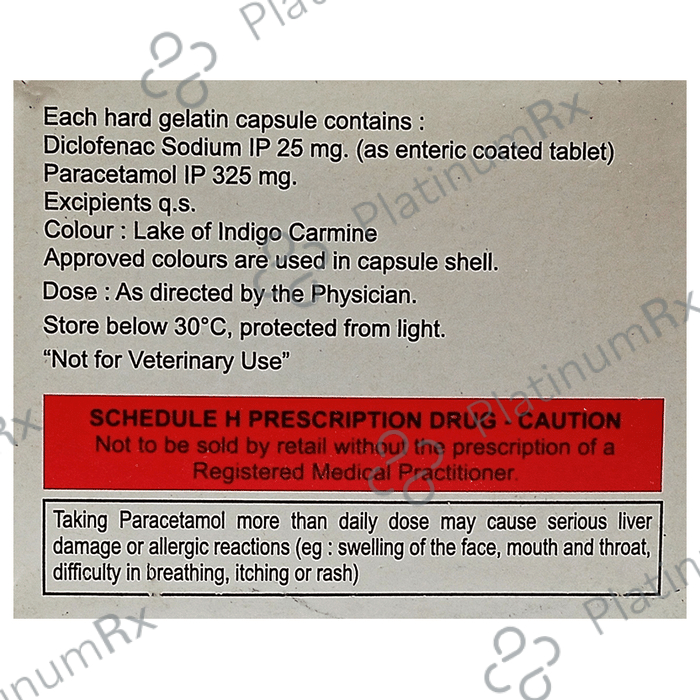 Each hard gelatin capsule contains :
Diclofenac Sodium IP 25 mg. (as enteric coated tablet)
Paracetamol IP 325 mg.
Excipients q.s.
Colour : Lake of Indigo Carmine
Approved colours are used in capsule shell.
Dose : As directed by the Physician.
Store below 30°C, protected from light.
“Not for Veterinary Use”
SCHEDULE H PRESCRIPTION DRUG - CAUTION
Not to be sold by retail without the prescription of a
Registered Medical Practitioner.
Taking Paracetamol more than daily dose may cause serious liver
damage or allergic reactions (eg : swelling of the face, mouth and throat,
difficulty in breathing, itching or rash)
PlatinumRx
PlatinumRx
PlatinumRx